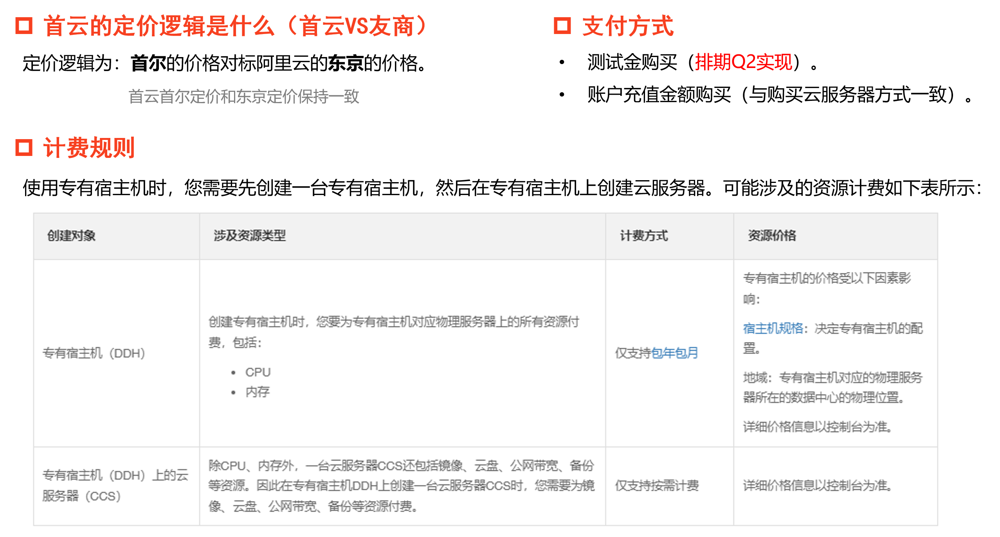 首云的定价逻辑是什么（首云VS友商）
定价逻辑为：首尔的价格对标阿里云的东京的价格。
首云首尔定价和东京定价保持一致
支付方式
• 测试金购买（排期Q2实现）。
• 账户充值金额购买（与购买云服务器方式一致）。
计费规则
使用专有宿主机时，您需要先创建一台专有宿主机，然后在专有宿主机上创建云服务器。可能涉及的资源计费如下表所示：
创建对象
涉及资源类型
计费方式
资源价格
专有宿主机（DDH）
创建专有宿主机时，您要为专有宿主机对应物理服务器上的所有资源付
费，包括：
• CPU
• 内存
仅支持包年包月
专有宿主机的价格受以下因素影
响：
宿主机规格：决定专有宿主机的配
置。
地域：专有宿主机对应的物理服务
器所在的数据中心的物理位置。
详细价格信息以控制台为准。
专有宿主机（DDH）上的云
服务器（CCS）
除CPU、内存外，一台云服务器CCS还包括镜像、云盘、公网带宽、备份
等资源。因此在专有宿主机DDH上创建一台云服务器CCS时，您需要为镜
像、云盘、公网带宽、备份等资源付费。
仅支持按需计费
详细价格信息以控制台为准。